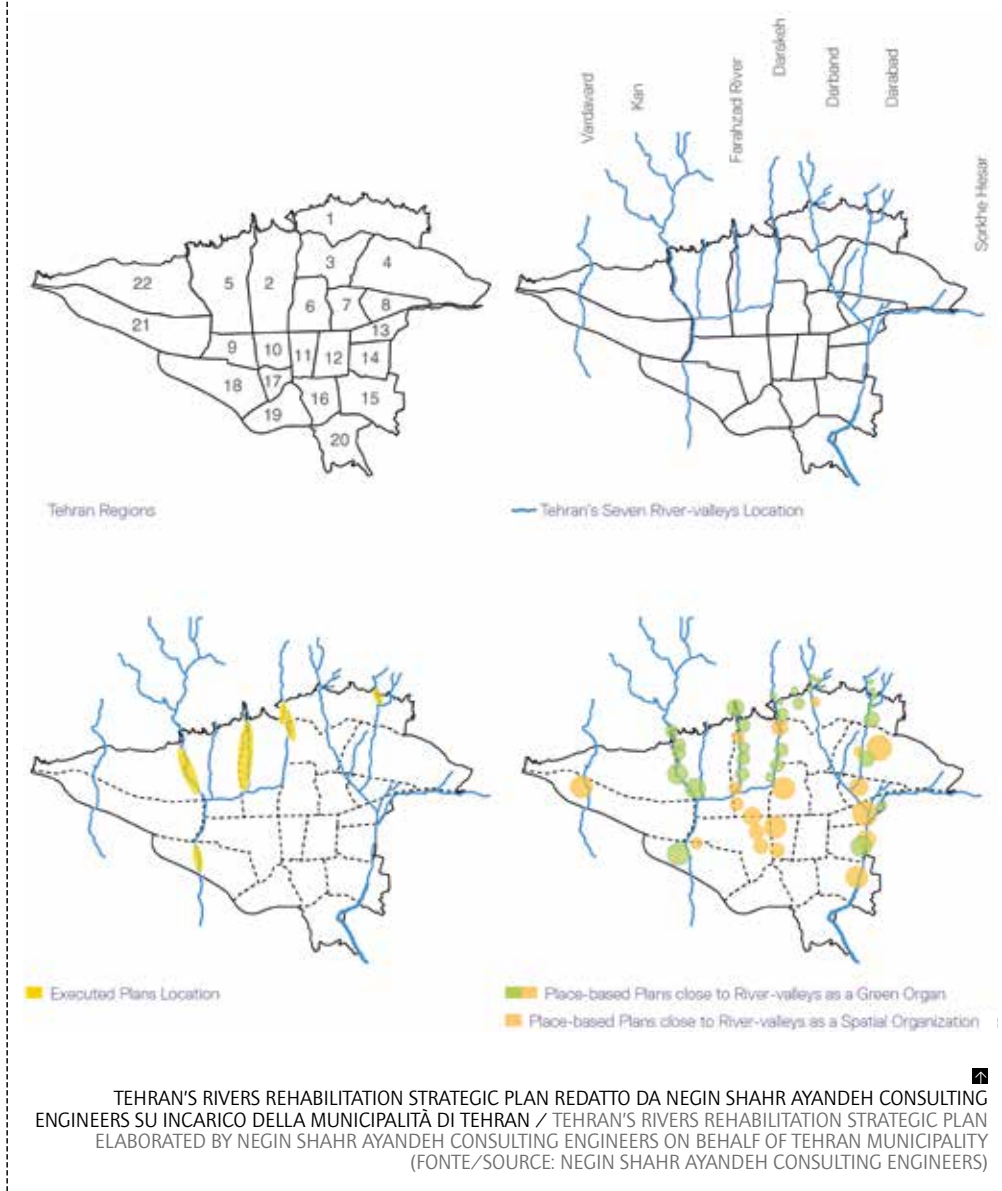 Vardavard
Kan
Farahzad River
Darakeh
Darband
Darabad
Sorkhe Hesar
1
3
4
22
5
2
6
7
8
21
13
9
10
11
12
14
18
17
16
15
19
20
Tehran Regions
Tehran's Seven River-valleys Location
Executed Plans Location
Place-based Plans close to River-valleys as a Green Organ
Place-based Plans close to River-valleys as a Spatial Organization
TEHRAN'S RIVERS REHABILITATION STRATEGIC PLAN REDATTO DA NEGIN SHAHR AYANDEH CONSULTING
ENGINEERS SU INCARICO DELLA MUNICIPALITÀ DI TEHRAN / TEHRAN'S RIVERS REHABILITATION STRATEGIC PLAN
ELABORATED BY NEGIN SHAHR AYANDEH CONSULTING ENGINEERS ON BEHALF OF TEHRAN MUNICIPALITY
(FONTE/SOURCE: NEGIN SHAHR AYANDEH CONSULTING ENGINEERS)